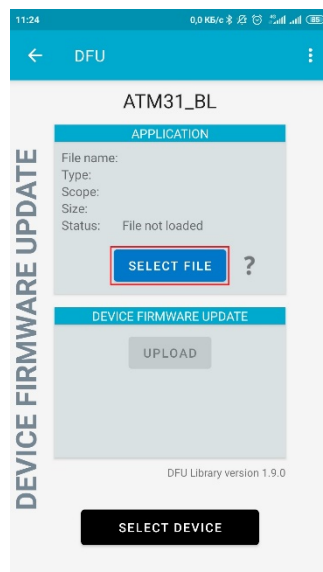 11:24
0,0 КБ/с
85
DFU
ATM31_BL
APPLICATION
File name:
Type:
Scope:
Size:
Status: File not loaded
SELECT FILE ?
DEVICE FIRMWARE UPDATE
DEVICE FIRMWARE UPDATE
UPLOAD
DFU Library version 1.9.0
SELECT DEVICE